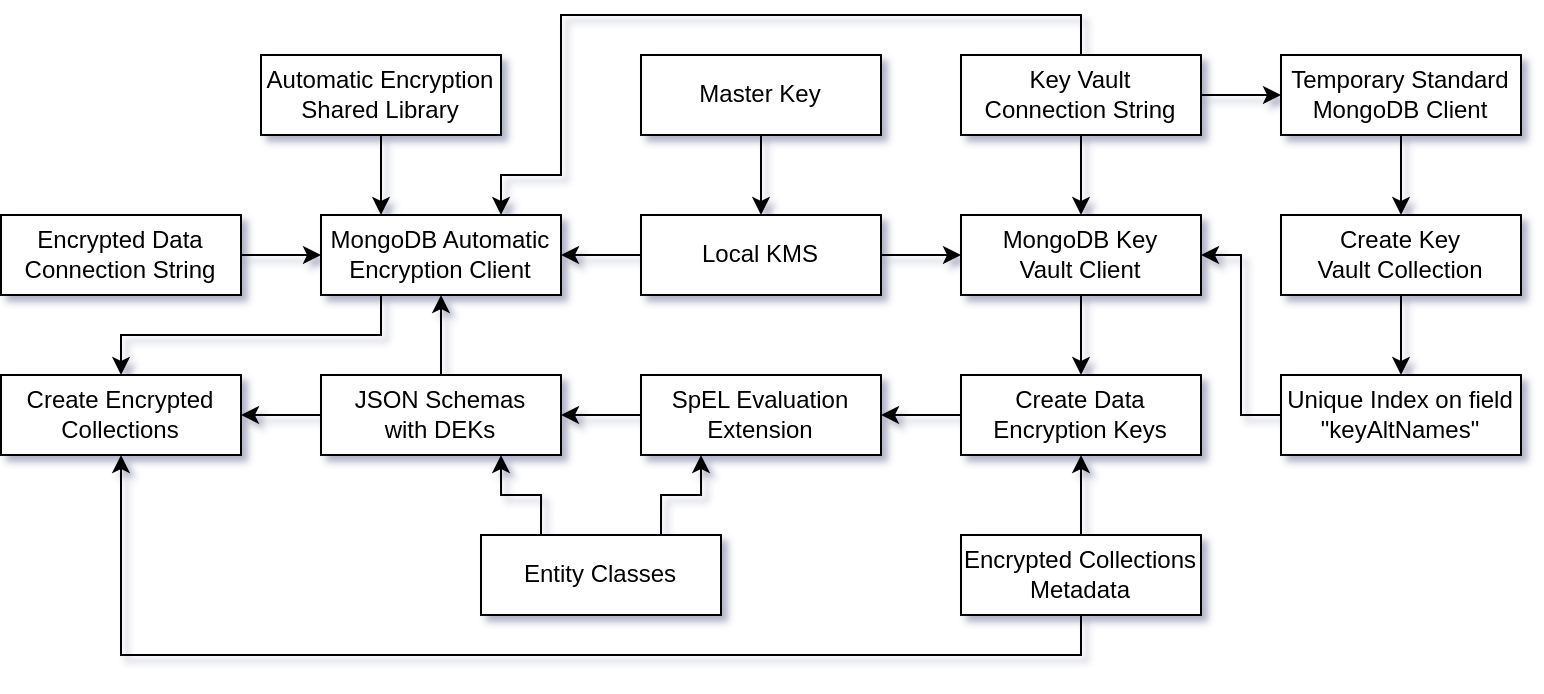 Automatic Encryption
Shared Library
Master Key
Key Vault
Connection String
Temporary Standard
MongoDB Client
Encrypted Data
Connection String
MongoDB Automatic
Encryption Client
Local KMS
MongoDB Key
Vault Client
Create Key
Vault Collection
Create Encrypted
Collections
JSON Schemas
with DEKs
SpEL Evaluation
Extension
Create Data
Encryption Keys
Unique Index on field
"keyAltNames"
Entity Classes
Encrypted Collections
Metadata